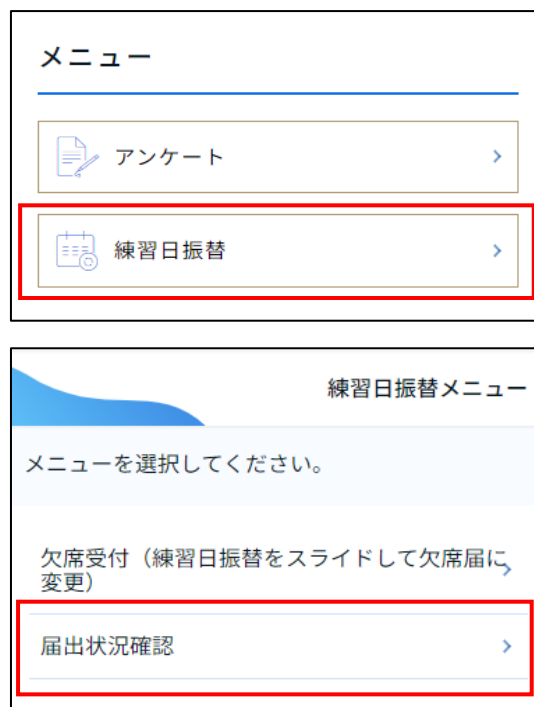 メニュー
アンケート
練習日振替
練習日振替メニュー
メニューを選択してください。
欠席受付（練習日振替をスライドして欠席届に
変更）
届出状況確認